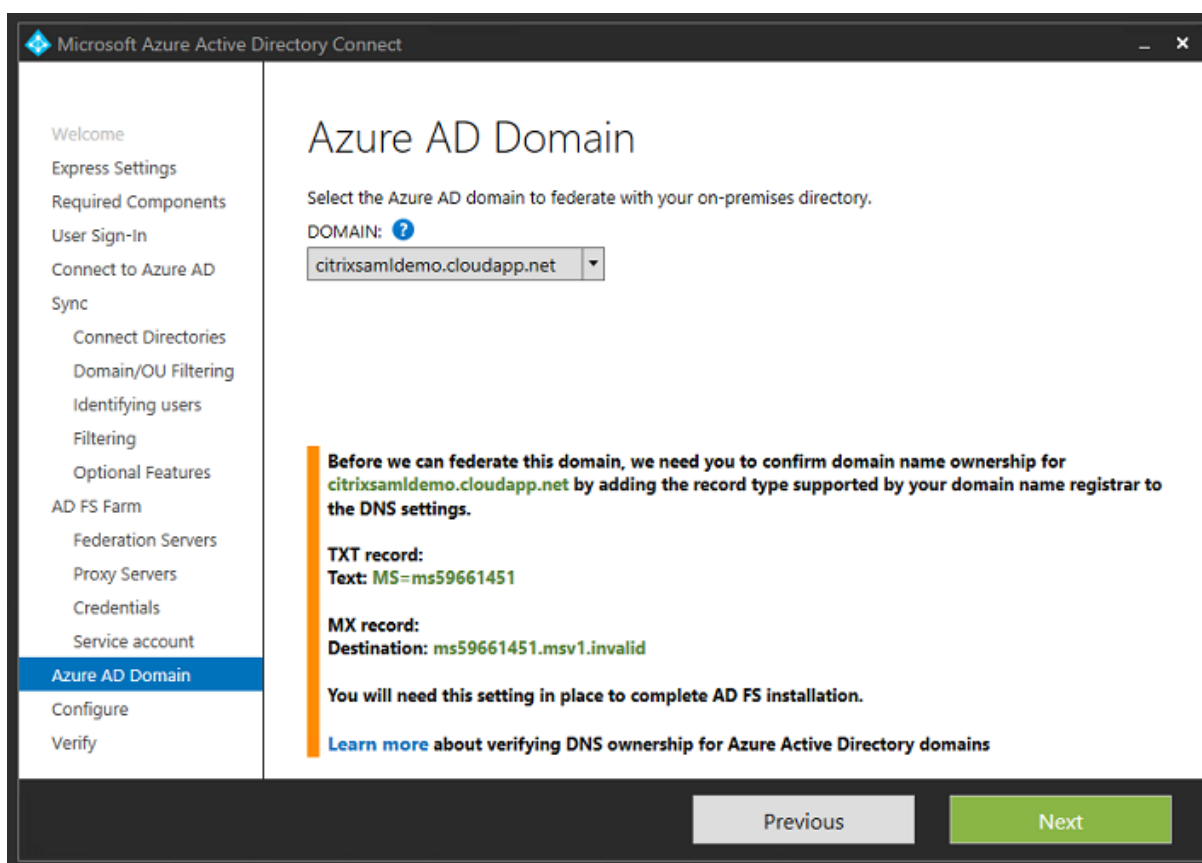 Microsoft Azure Active Directory Connect
Welcome
Express Settings
Required Components
User Sign-In
Connect to Azure AD
Sync
Connect Directories
Domain/OU Filtering
Identifying users
Filtering
Optional Features
AD FS Farm
Federation Servers
Proxy Servers
Credentials
Service account
Azure AD Domain
Configure
Verify
Azure AD Domain
Select the Azure AD domain to federate with your on-premises directory.
DOMAIN: ?
citrixsamldemo.cloudapp.net
Before we can federate this domain, we need you to confirm domain name ownership for
citrixsamldemo.cloudapp.net by adding the record type supported by your domain name registrar to
the DNS settings.
TXT record:
Text: MS=ms59661451
MX record:
Destination: ms59661451.msv1.invalid
You will need this setting in place to complete AD FS installation.
Learn more about verifying DNS ownership for Azure Active Directory domains
Previous
Next